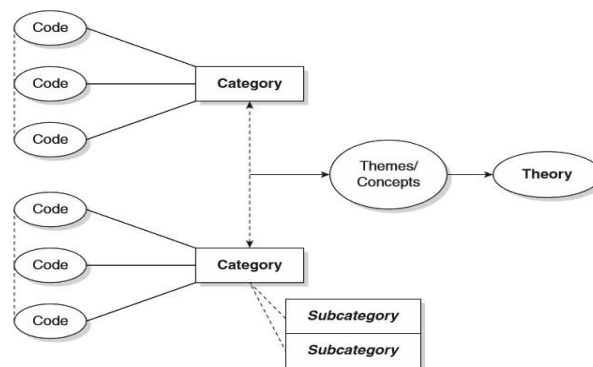 Code
Code
Category
Code
Themes/
Concepts
Theory
Code
Code
Category
Code
Subcategory
Subcategory